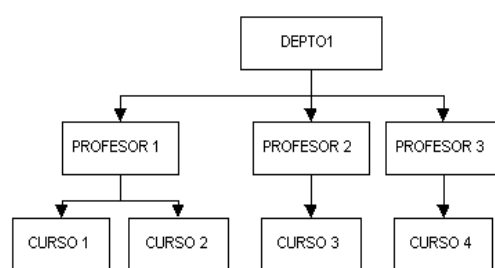 DEPTO1
PROFESOR 1
PROFESOR 2
PROFESOR 3
CURSO 1
CURSO 2
CURSO 3
CURSO 4